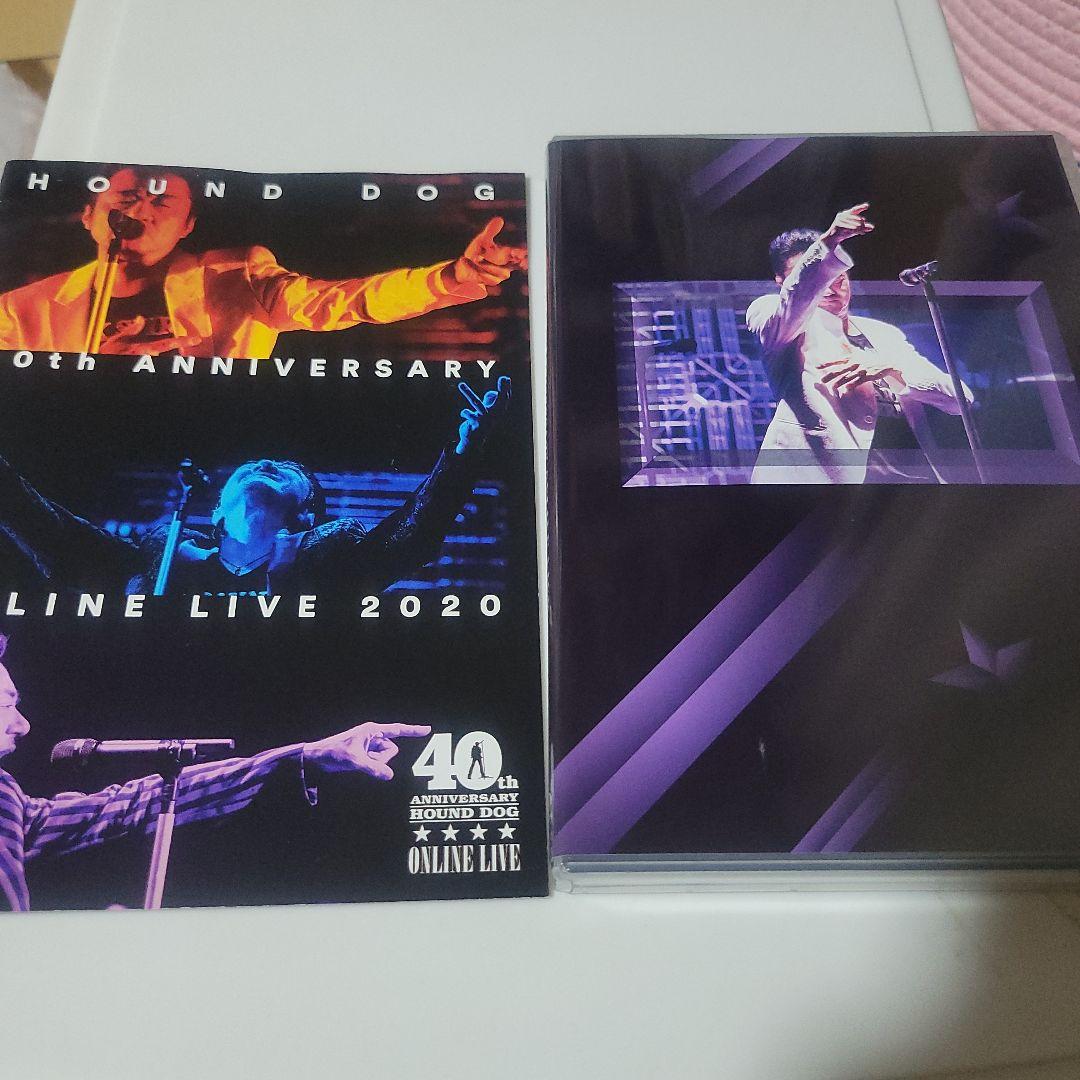 HOUND DOG
0th ANNIVERSARY
LINE LIVE 2020
40th
ANNIVERSARY
HOUND DOG
★★★★
ONLINE LIVE